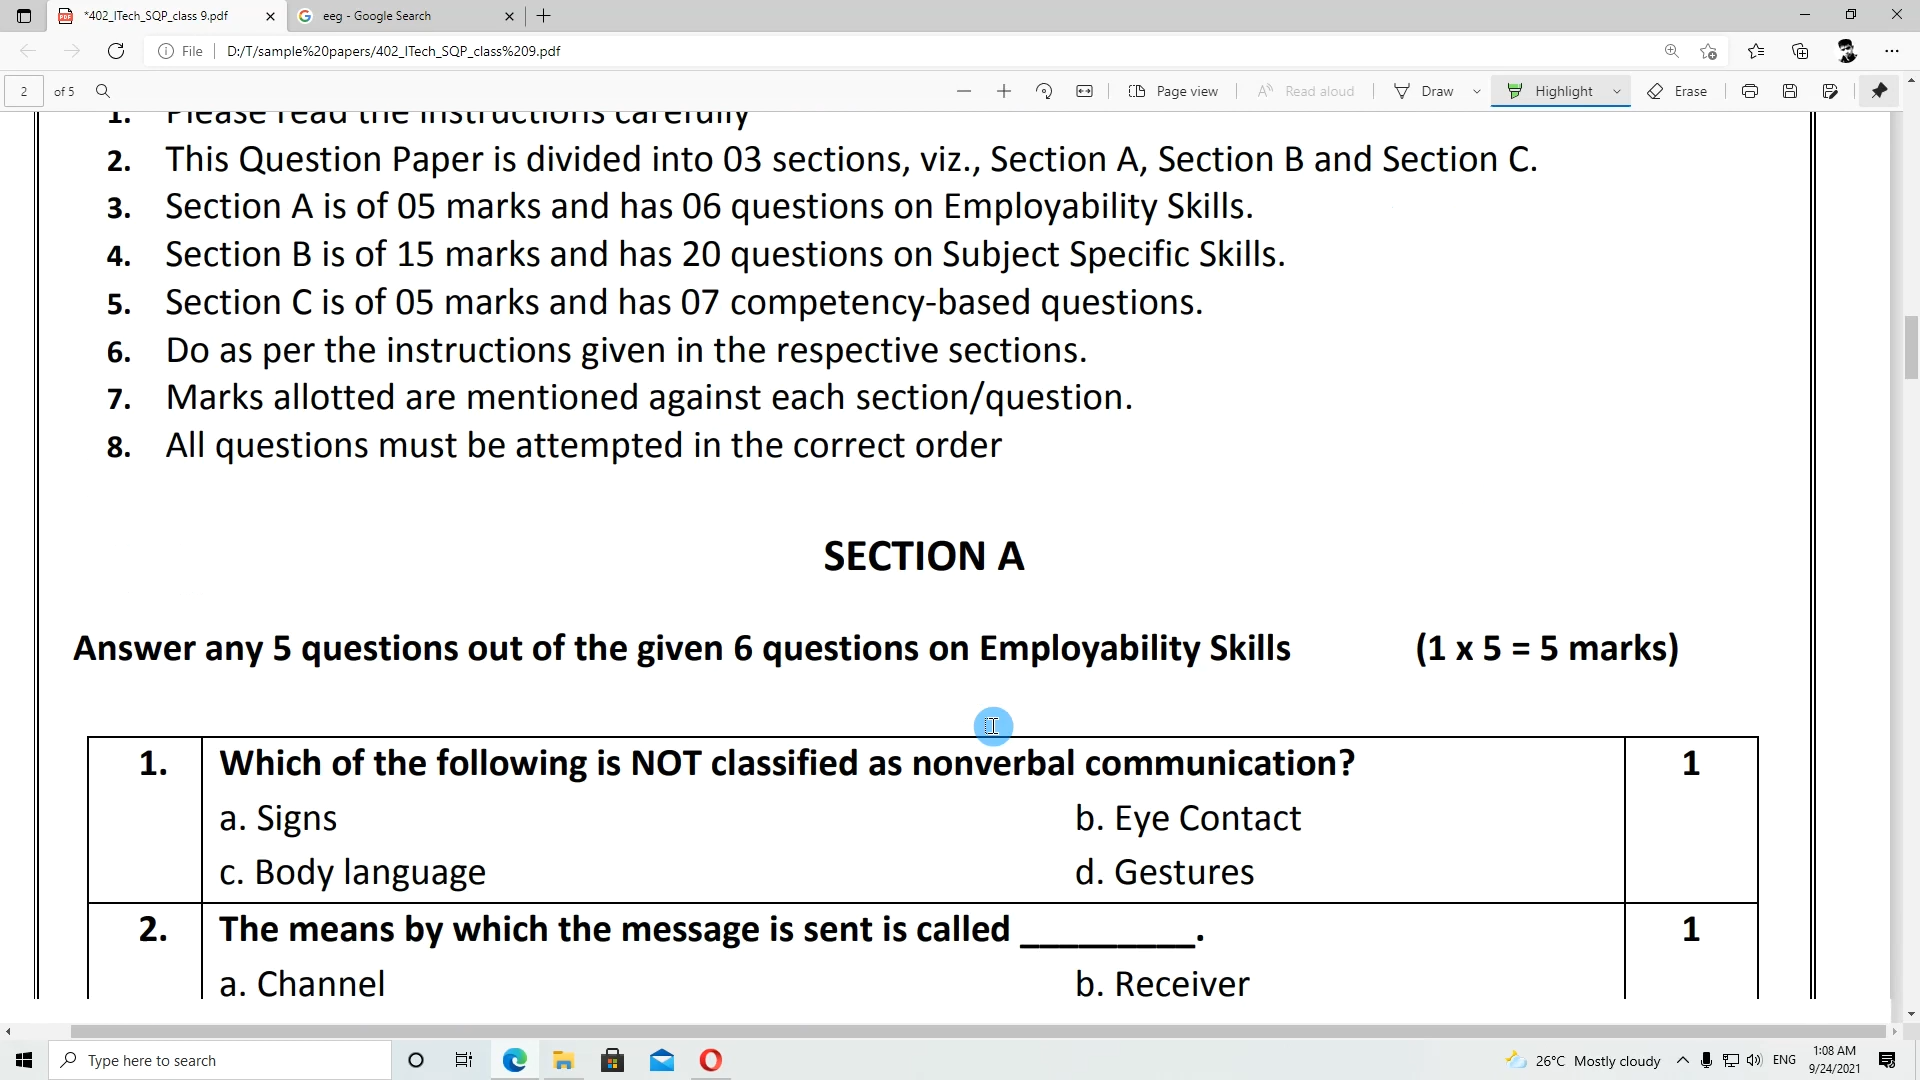 *402_ITech_SQP_class 9.pdf
eeg - Google Search
File
D:/T/sample%20papers/402_ITech_SQP_class%209.pdf
2 of 5
Page view
Read aloud
Draw
Highlight
Erase
1. Please read the instructions carefully
2. This Question Paper is divided into 03 sections, viz., Section A, Section B and Section C.
3. Section A is of 05 marks and has 06 questions on Employability Skills.
4. Section B is of 15 marks and has 20 questions on Subject Specific Skills.
5. Section C is of 05 marks and has 07 competency-based questions.
6. Do as per the instructions given in the respective sections.
7. Marks allotted are mentioned against each section/question.
8. All questions must be attempted in the correct order
SECTION A
Answer any 5 questions out of the given 6 questions on Employability Skills (1 x 5 = 5 marks)
1. Which of the following is NOT classified as nonverbal communication? 1
a. Signs b. Eye Contact
c. Body language d. Gestures
2. The means by which the message is sent is called _________. 1
a. Channel b. Receiver
Type here to search
26°C Mostly cloudy
ENG
1:08 AM
9/24/2021